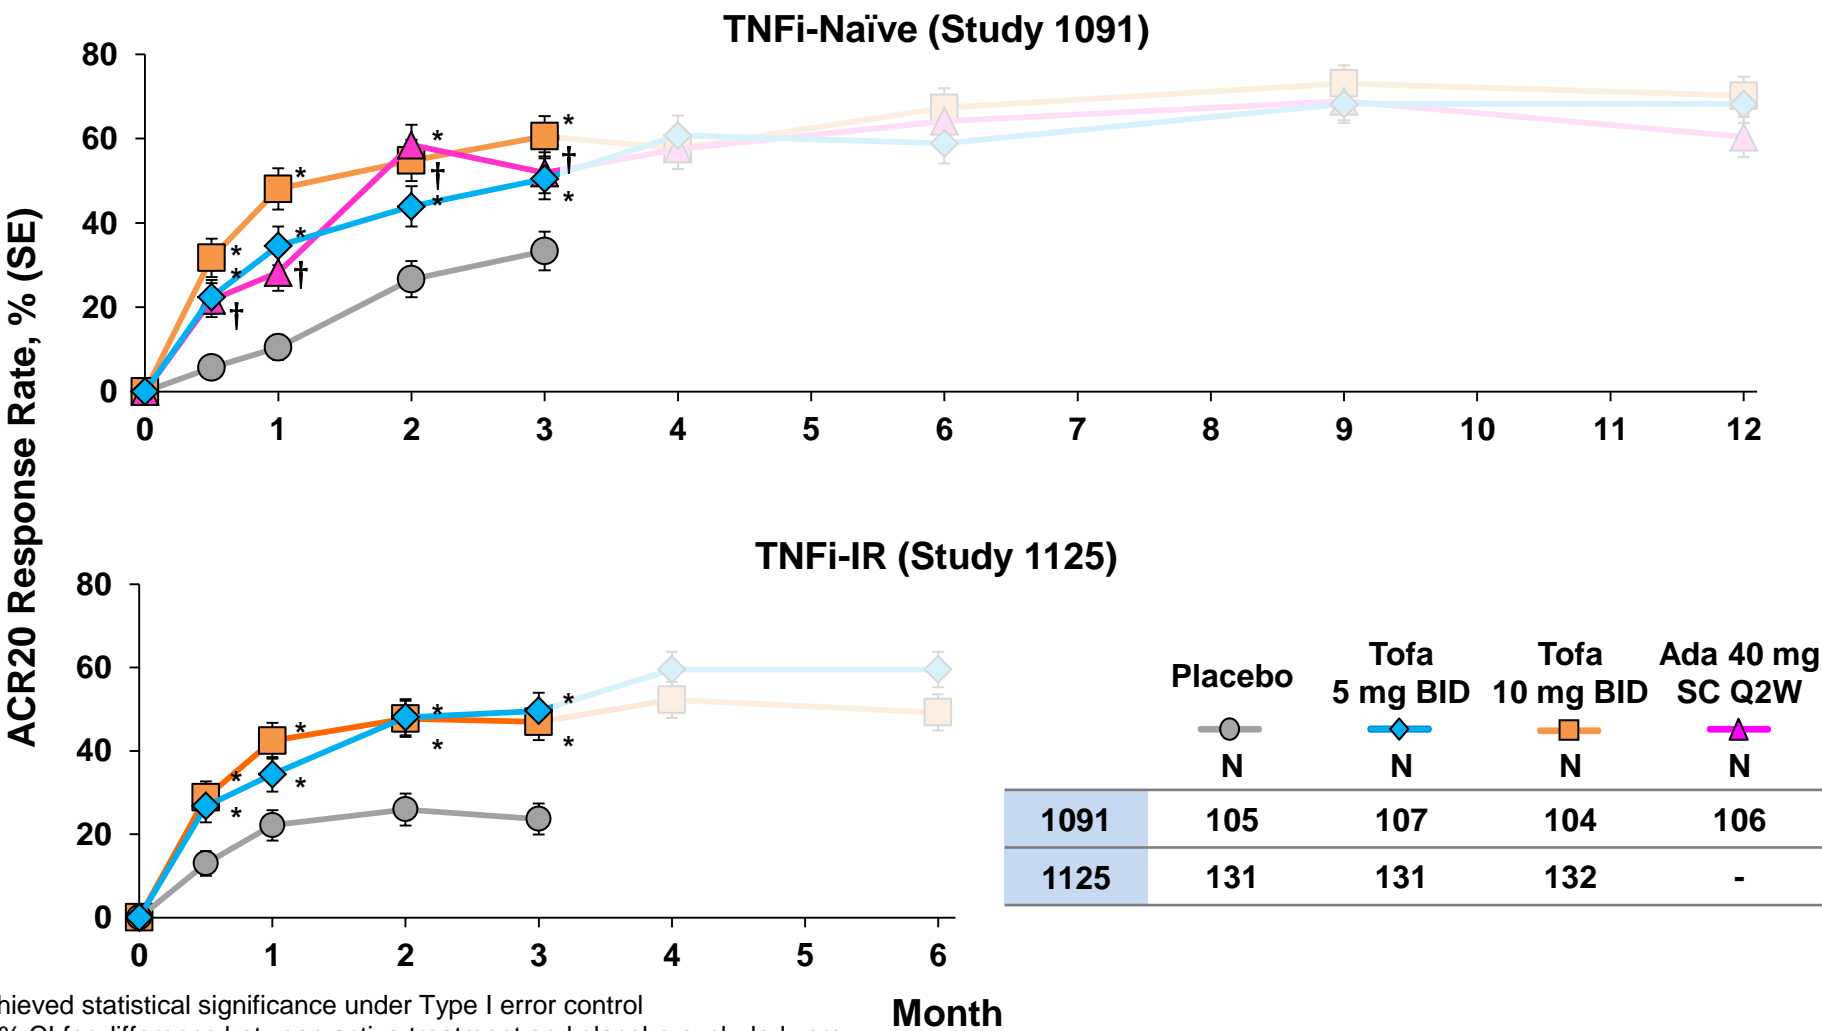 TNFi-Naïve (Study 1091)
ACR20 Response Rate, % (SE)
80
60
40
20
0
* * † * * † * † * * † *
0 1 2 3 4 5 6 7 8 9 10 11 12
TNFi-IR (Study 1125)
80
60
40
20
0
* * * * * * * *
0 1 2 3 4 5 6
Month
Placebo
Tofa
5 mg BID
Tofa
10 mg BID
Ada 40 mg
SC Q2W
N N N N
1091 105 107 104 106
1125 131 131 132 -
statistical significance under Type I error control